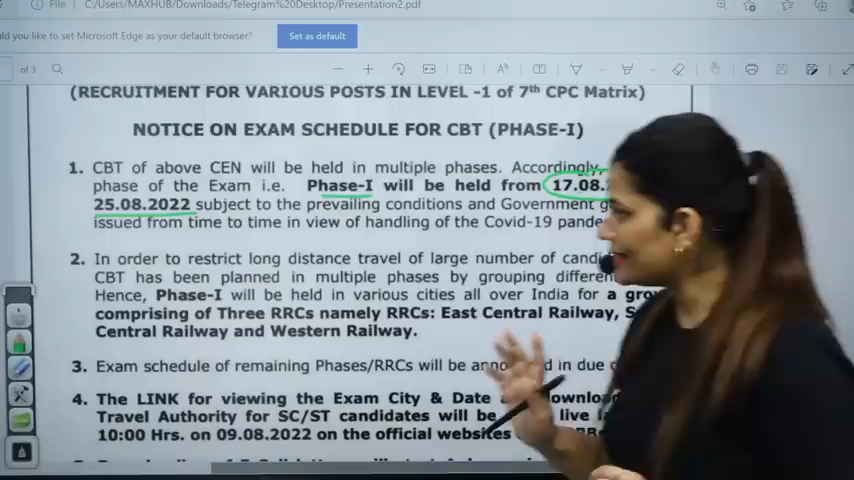 File
C:/Users/MAXHUB/Downloads/Telegram%20Desktop/Presentation2.pdf
ld you like to set Microsoft Edge as your default browser?
Set as default
of 3
(RECRUITMENT FOR VARIOUS POSTS IN LEVEL -1 of 7th CPC Matrix)
NOTICE ON EXAM SCHEDULE FOR CBT (PHASE-I)
1. CBT of above CEN will be held in multiple phases. Accordingly,
phase of the Exam i.e. Phase-I will be held from 17.08.
25.08.2022 subject to the prevailing conditions and Government
issued from time to time in view of handling of the Covid-19
2. In order to restrict long distance travel of large number of
CBT has been planned in multiple phases by grouping
Hence, Phase-I will be held in various cities all over India for a
comprising of Three RRCs namely RRCs: East Central Railway,
Central Railway and Western Railway.
3. Exam schedule of remaining Phases/RRCs will be in due
4. The LINK for viewing the Exam City & Date
Travel Authority for SC/ST candidates will be live
10:00 Hrs. on 09.08.2022 on the official websites